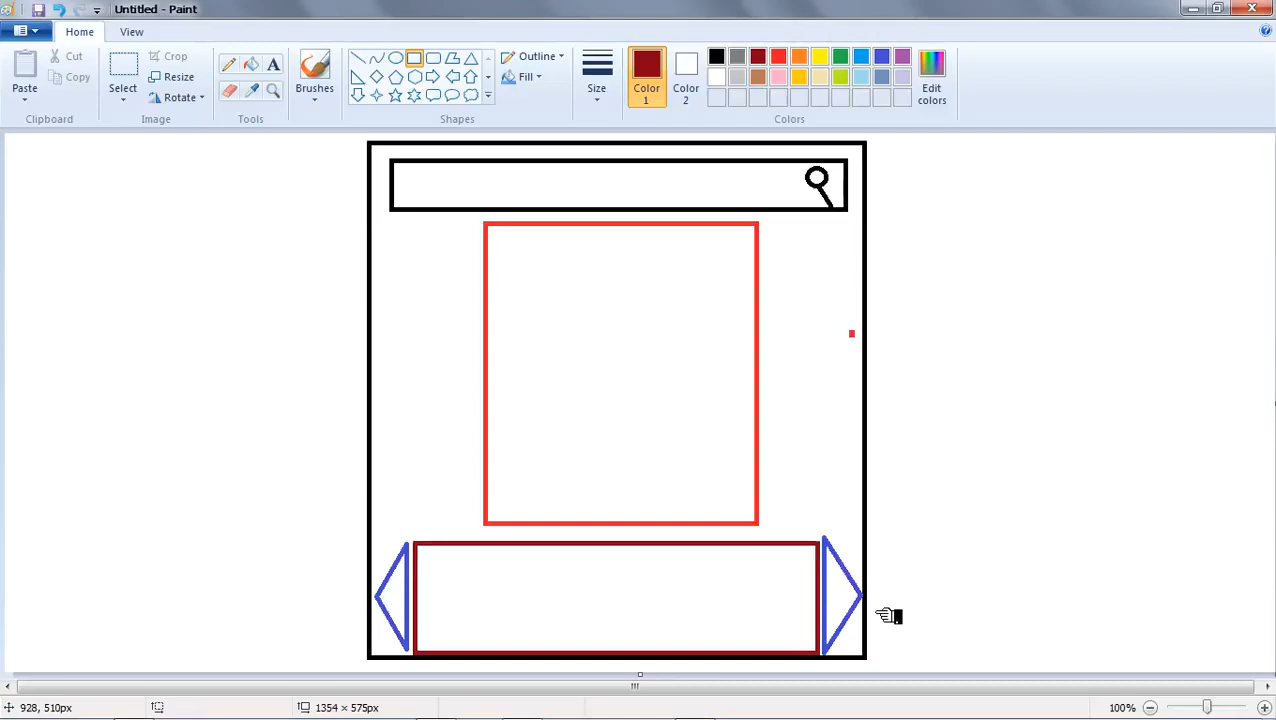 Untitled - Paint
Home View
Paste
Cut
Copy
Clipboard
Select
Crop
Resize
Rotate
Image
Tools
Brushes
Shapes
Outline
Fill
Size
Color 1
Color 2
Edit colors
Colors
928, 510px
1354 × 575px
100%